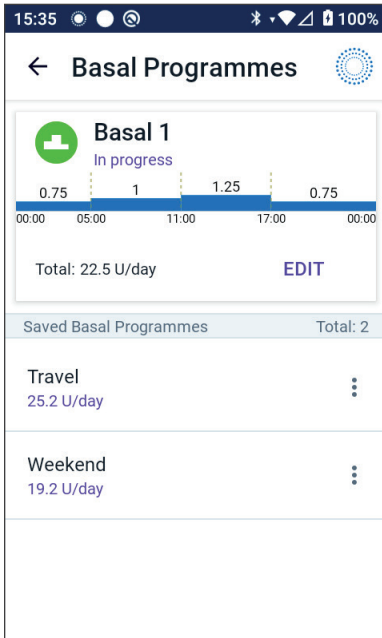 15:35 100%
Basal Programmes
Basal 1
In progress
0.75 1 1.25 0.75
00:00 05:00 11:00 17:00 00:00
Total: 22.5 U/day EDIT
Saved Basal Programmes Total: 2
Travel
25.2 U/day
Weekend
19.2 U/day